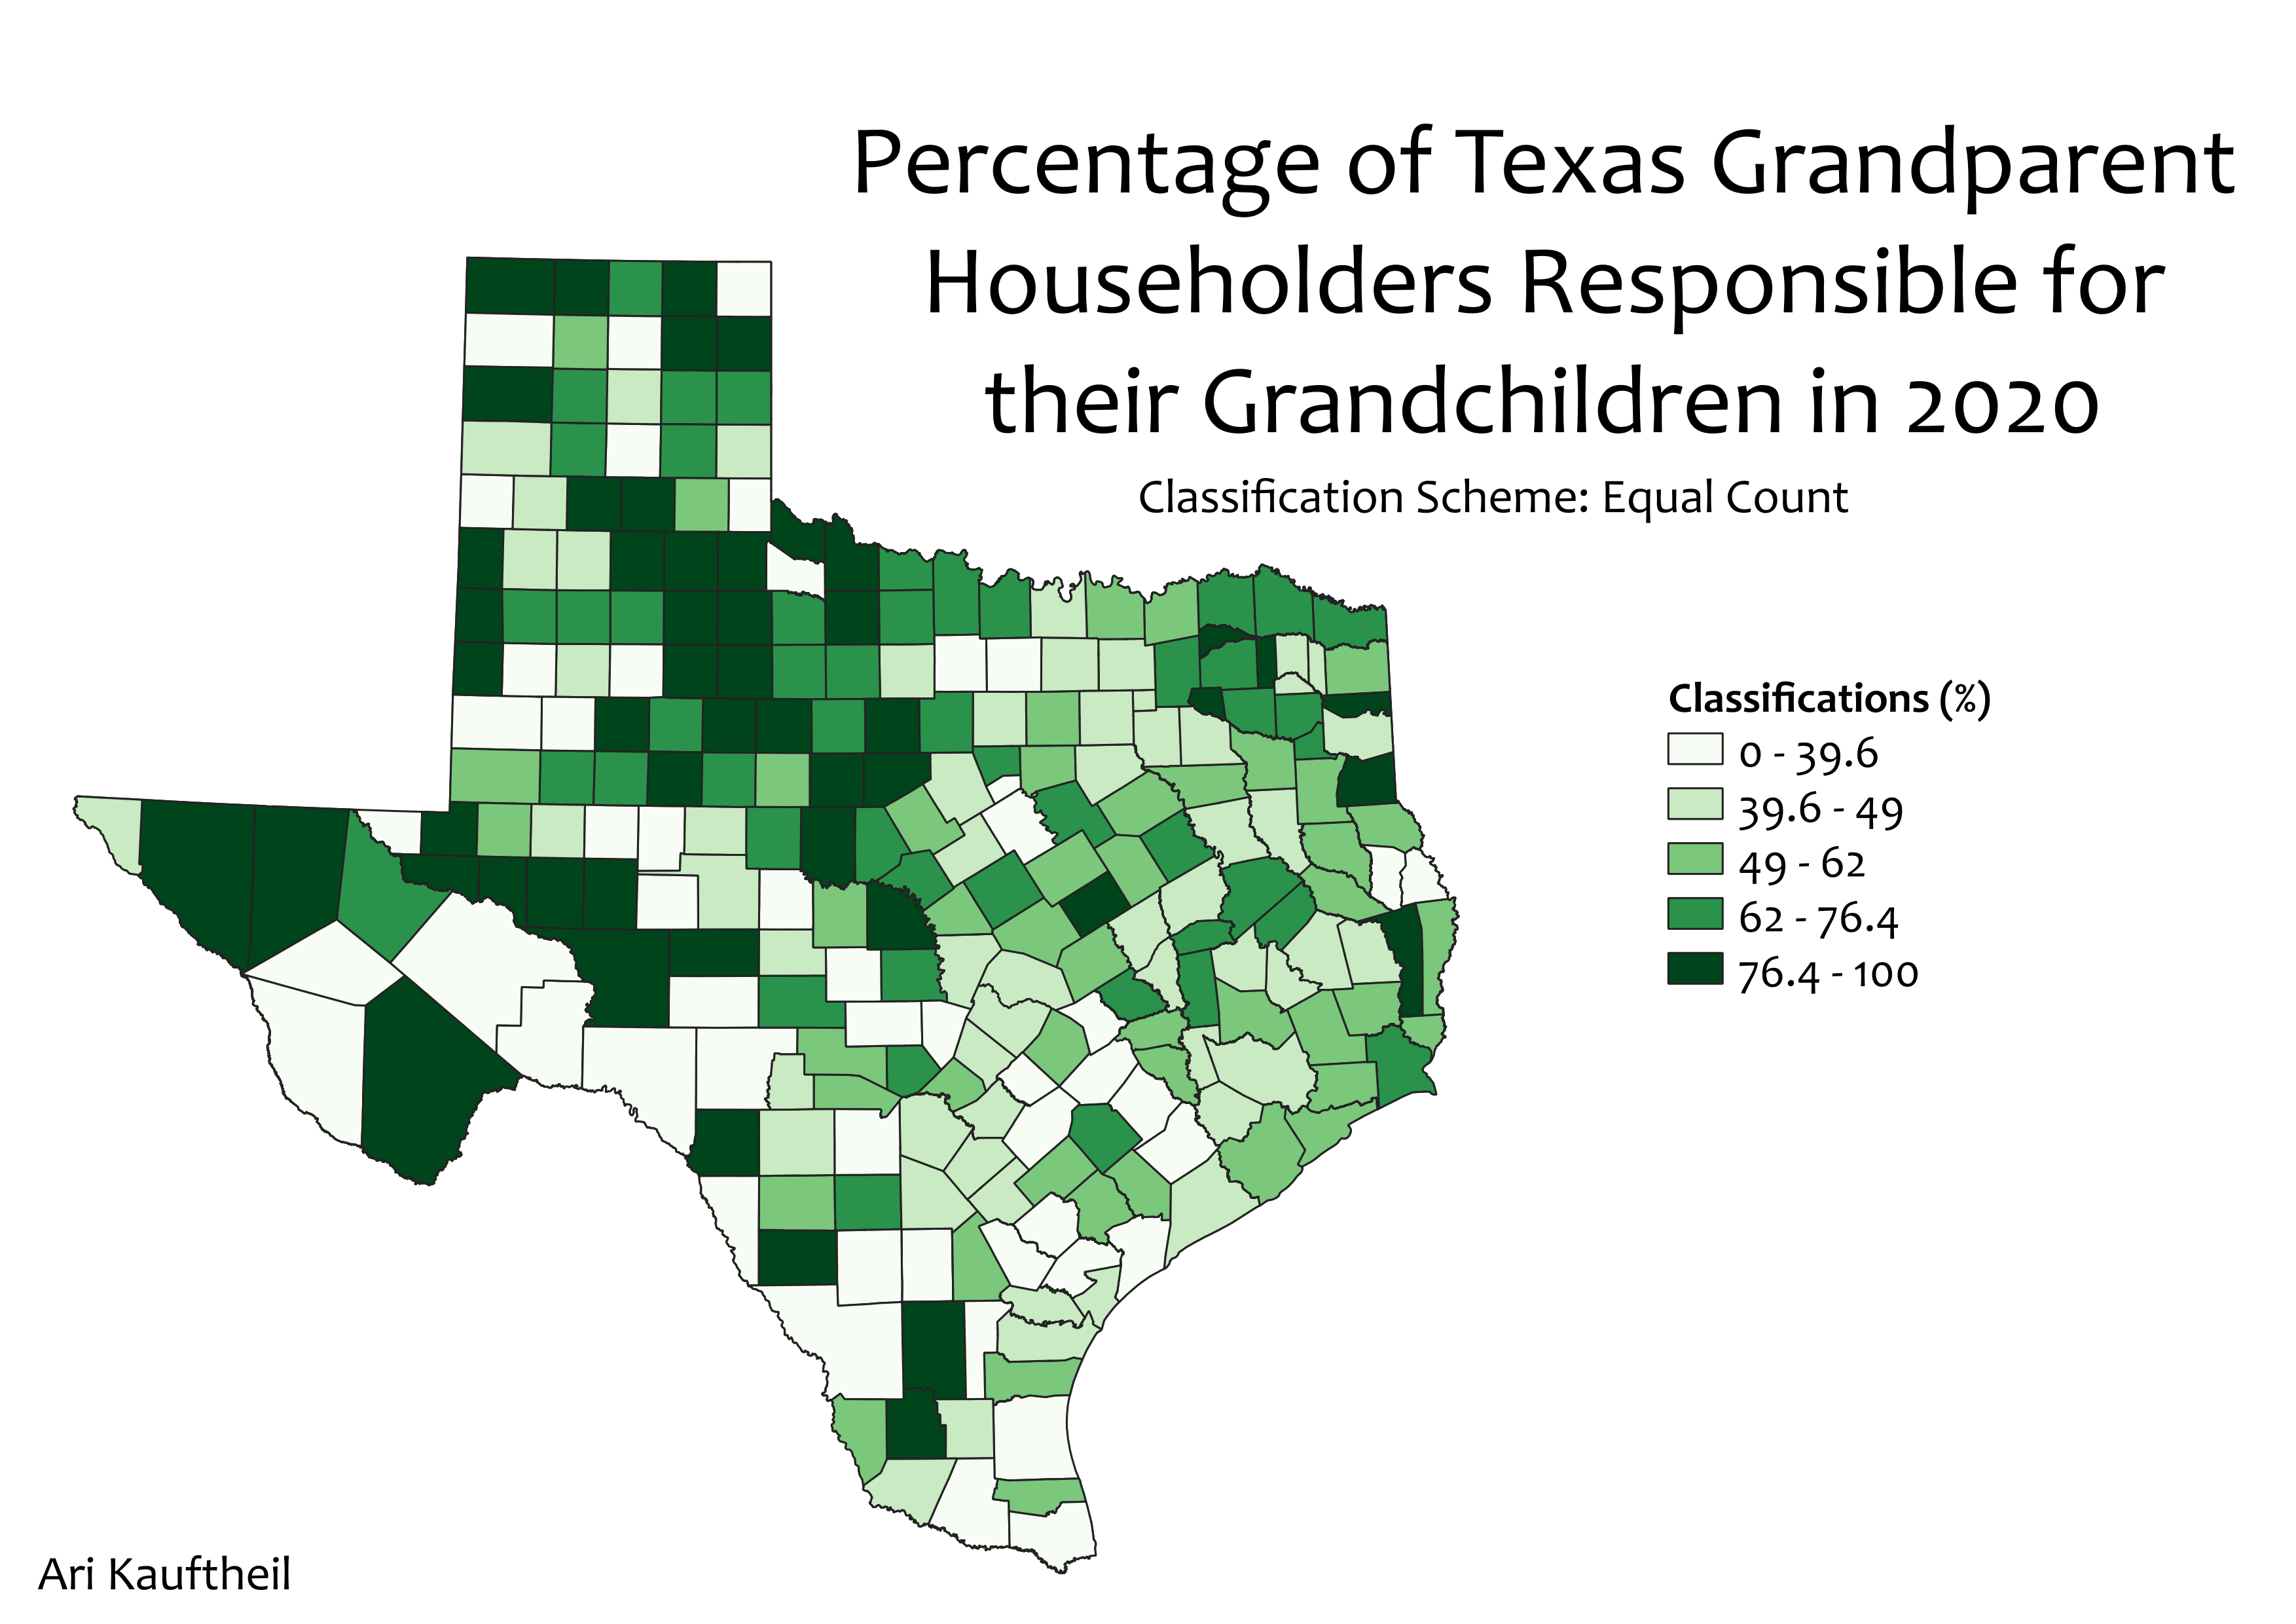 Percentage of Texas Grandparent
Householders Responsible for
their Grandchildren in 2020
Classification Scheme: Equal Count
Classifications (%)
0 - 39.6
39.6 - 49
49 - 62
62 - 76.4
76.4 - 100
Ari Kauftheil